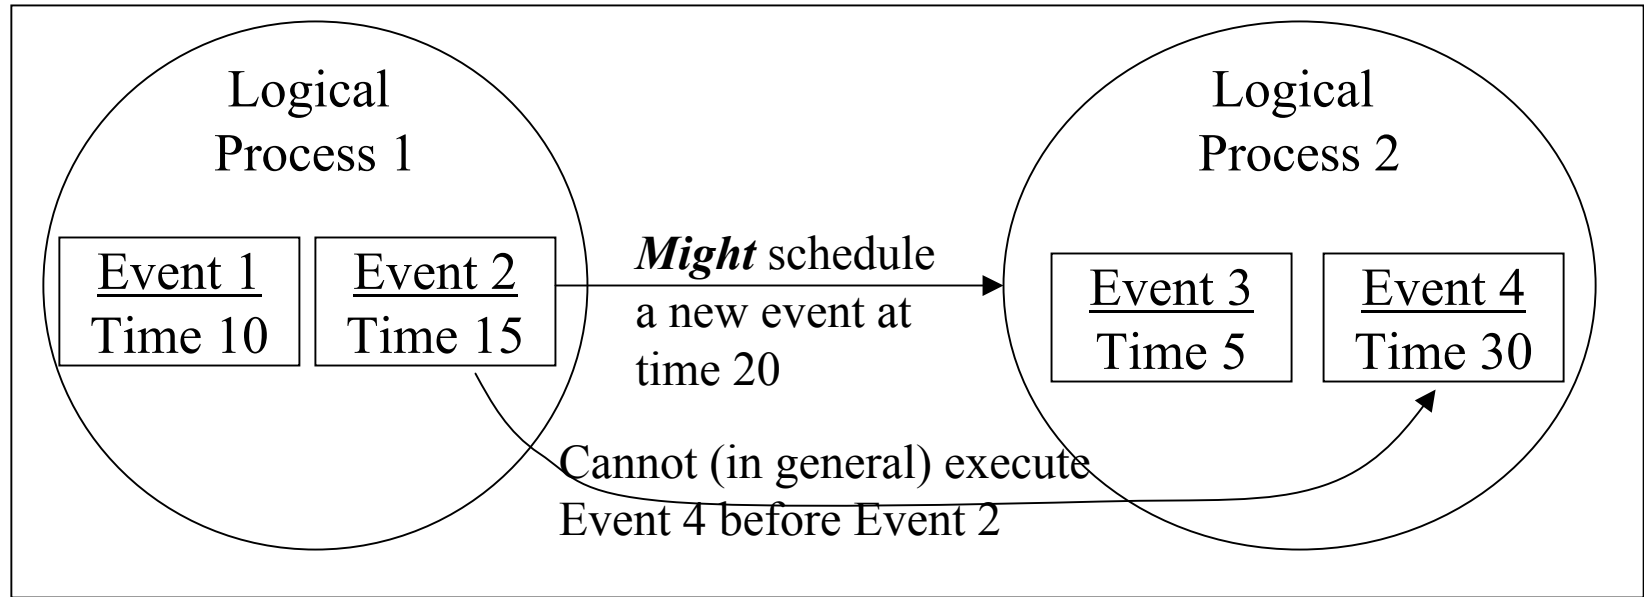 Logical
Process 1
Event 1
Time 10
Event 2
Time 15
Might schedule
a new event at
time 20
Cannot (in general) execute
Event 4 before Event 2
Logical
Process 2
Event 3
Time 5
Event 4
Time 30